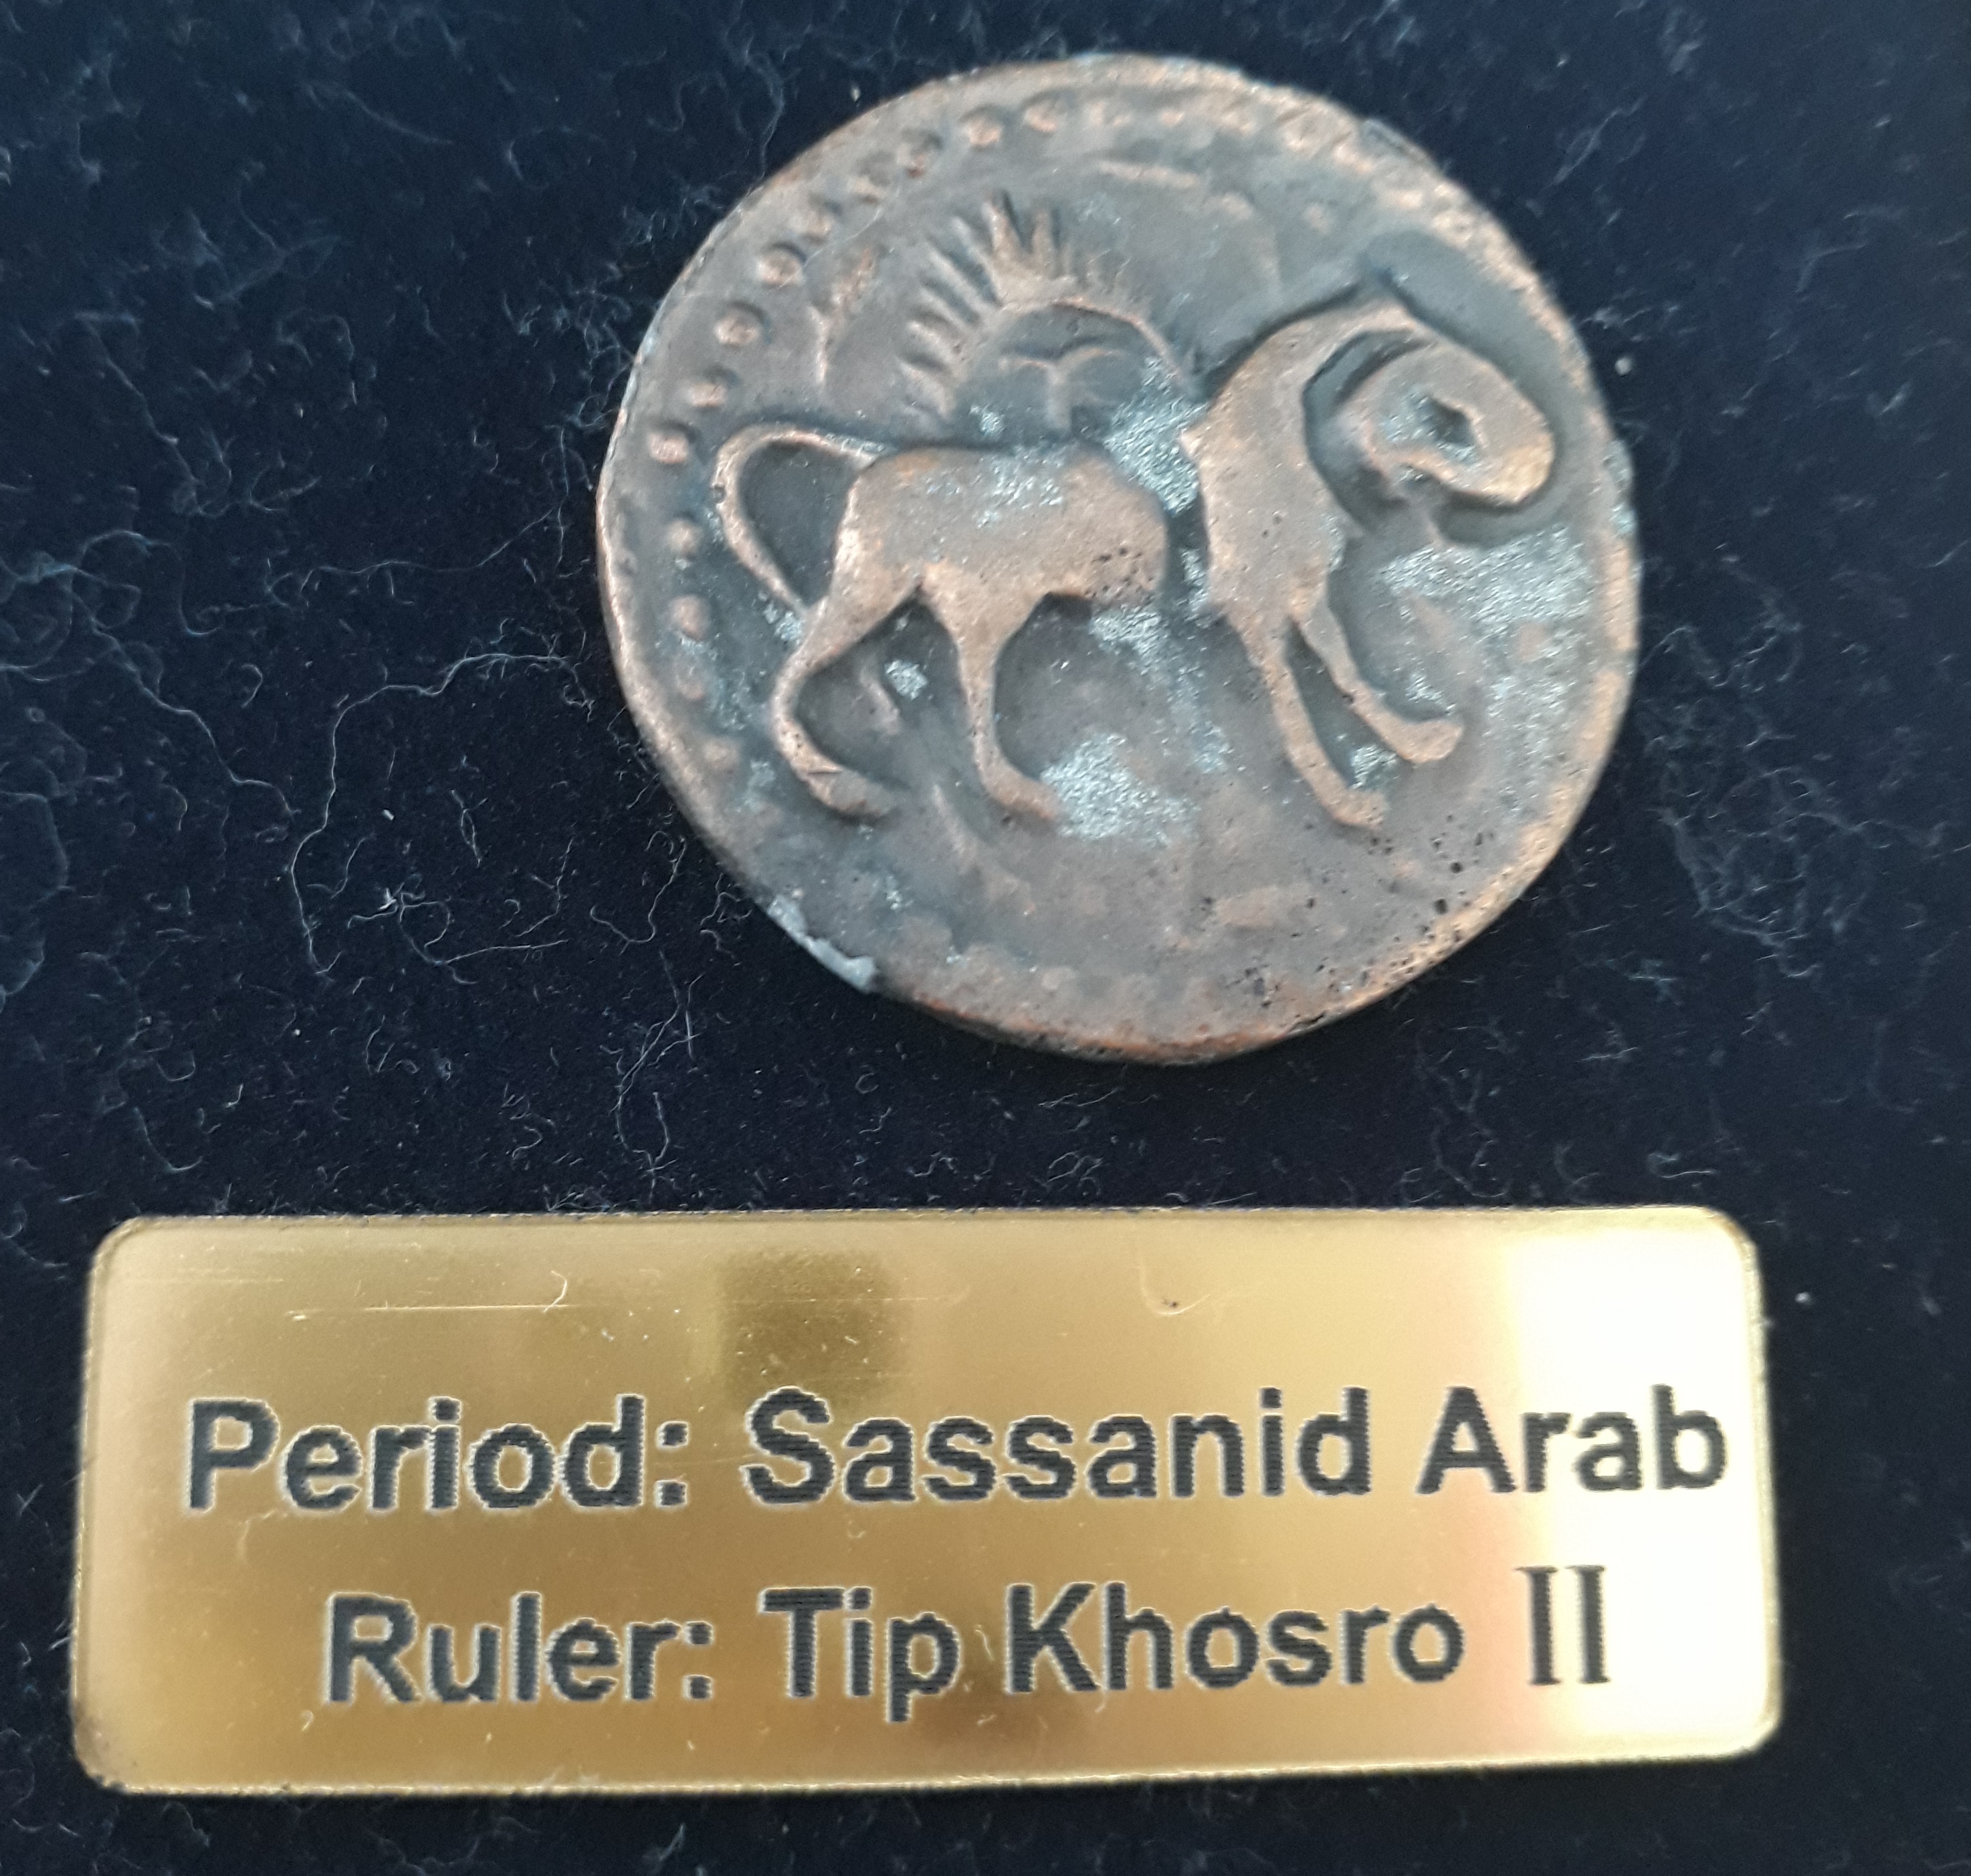 Period: Sassanid Arab
Ruler: Tip Khosro II